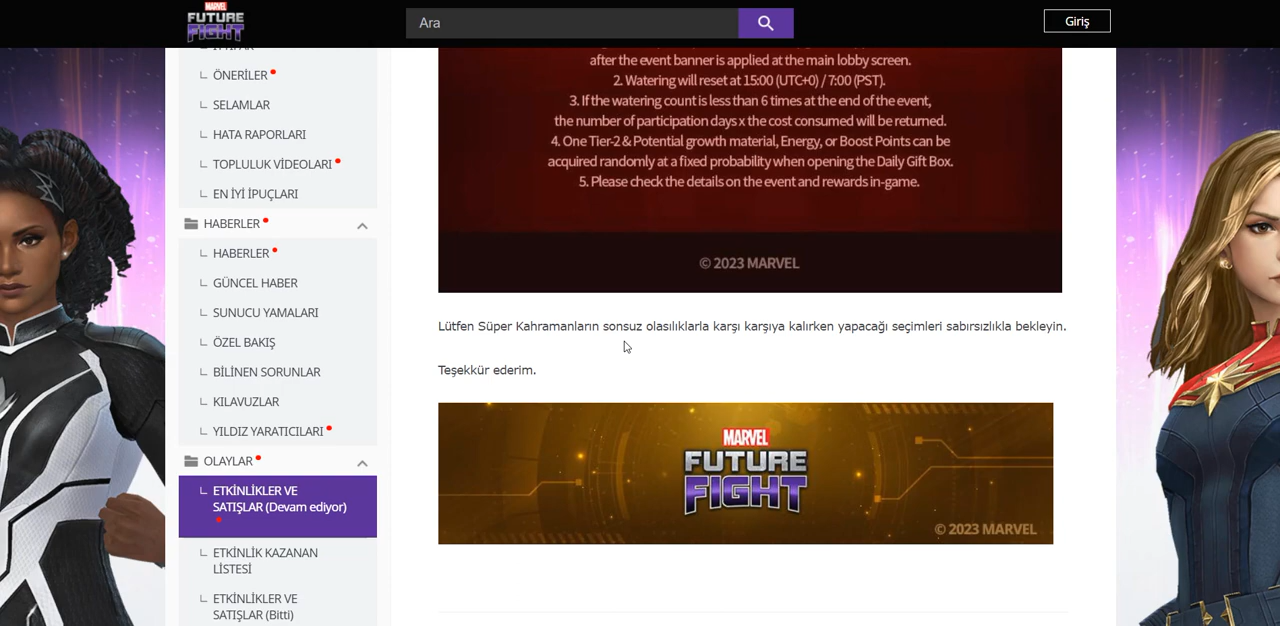 MARVEL
FUTURE
FIGHT
Ara
Giriş
ÖNERİLER
SELAMLAR
HATA RAPORLARI
TOPLULUK VİDEOLARI
EN İYİ İPUÇLARI
HABERLER
HABERLER
GÜNCEL HABER
SUNUCU YAMALARI
ÖZEL BAKIŞ
BİLİNEN SORUNLAR
KILAVUZLAR
YILDIZ YARATICILARI
OLAYLAR
ETKİNLİKLER VE
SATIŞLAR (Devam ediyor)
ETKİNLİK KAZANAN
LİSTESİ
ETKİNLİKLER VE
SATIŞLAR (Bitti)
after the event banner is applied at the main lobby screen.
2. Watering will reset at 15:00 (UTC+0) / 7:00 (PST).
3. If the watering count is less than 6 times at the end of the event,
the number of participation days x the cost consumed will be returned.
4. One Tier-2 & Potential growth material, Energy, or Boost Points can be
acquired randomly at a fixed probability when opening the Daily Gift Box.
5. Please check the details on the event and rewards in-game.
© 2023 MARVEL
Lütfen Süper Kahramanların sonsuz olasılıklarla karşı karşıya kalırken yapacağı seçimleri sabırsızlıkla bekleyin.
Teşekkür ederim.
MARVEL
FUTURE
FIGHT
© 2023 MARVEL